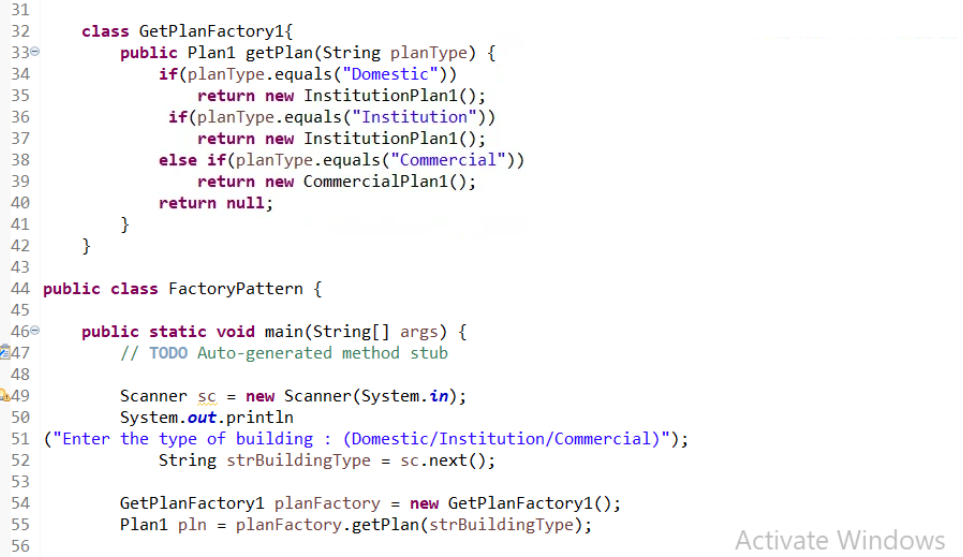 31
32 class GetPlanFactory1{
33 public Plan1 getPlan(String planType) {
34 if(planType.equals("Domestic"))
35 return new InstitutionPlan1();
36 if(planType.equals("Institution"))
37 return new InstitutionPlan1();
38 else if(planType.equals("Commercial"))
39 return new CommercialPlan1();
40 return null;
41 }
42 }
43
44 public class FactoryPattern {
45
46 public static void main(String[] args) {
47 // TODO Auto-generated method stub
48
49 Scanner sc = new Scanner(System.in);
50 System.out.println
51 ("Enter the type of building : (Domestic/Institution/Commercial)");
52 String strBuildingType = sc.next();
53
54 GetPlanFactory1 planFactory = new GetPlanFactory1();
55 Plan1 pln = planFactory.getPlan(strBuildingType);
56
Activate Windows